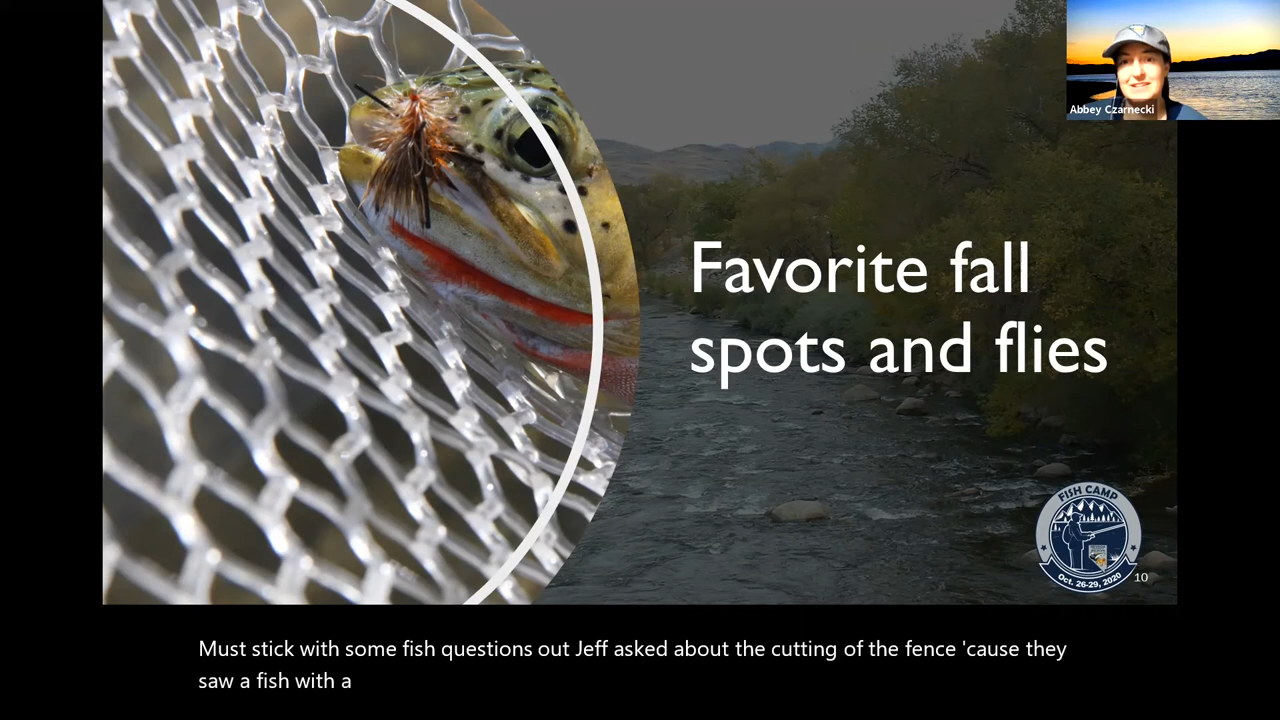 Abbey Czarnecki
Favorite fall
spots and flies
FISH CAMP
Oct. 26-29, 2020
10
Must stick with some fish questions out Jeff asked about the cutting of the fence 'cause they
saw a fish with a